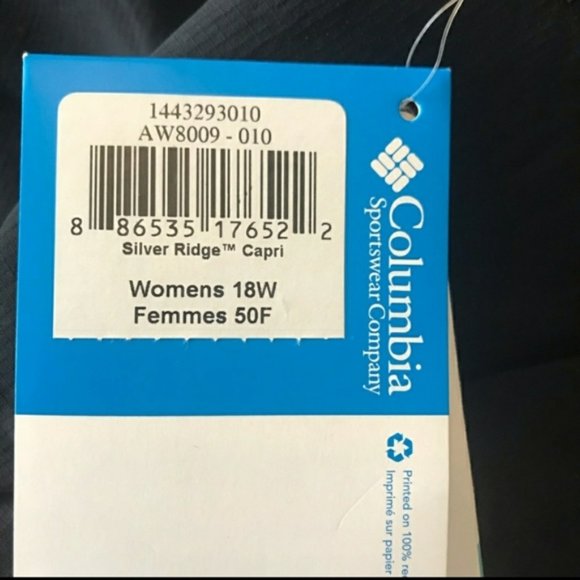 1443293010
AW8009 - 010
8 86535 17652 2
Silver Ridge™ Capri
Womens 18W
Femmes 50F
Columbia
Sportswear Company
Printed on 100% re
Imprimé sur papier